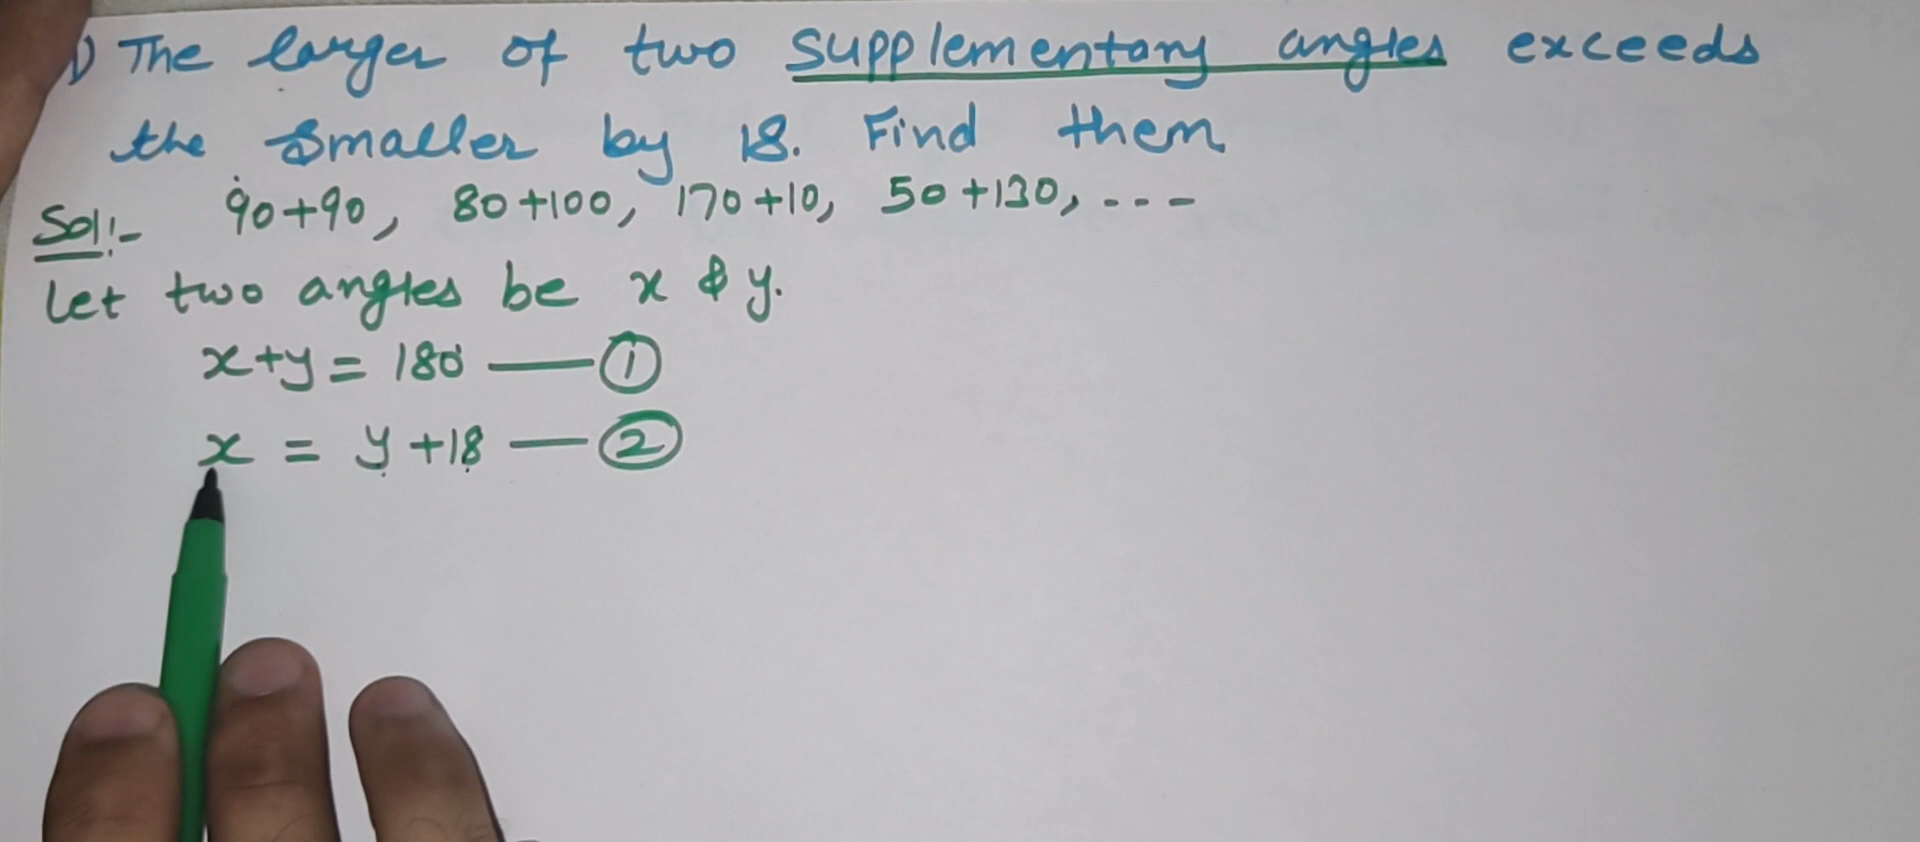 1) The larger of two supplementary angles exceeds
the smaller by 18. Find them
Sol:- 90+90, 80+100, 170+10, 50+130, ---
Let two angles be x & y.
x+y = 180 — ①
x = y+18 — ②